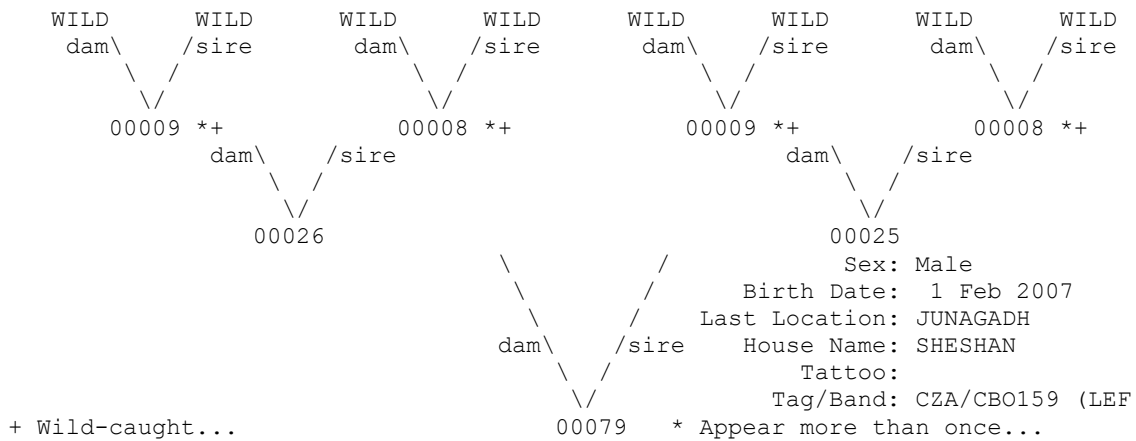 WILD WILD WILD WILD WILD WILD WILD WILD
dam\ /sire dam\ /sire dam\ /sire dam\ /sire
\ / \ / \ / \ /
\/ \/ \/ \/
00009 *+ 00008 *+ 00009 *+ 00008 *+
dam\ /sire dam\ /sire
\ / \ /
\/ \/
00026 00025
\ / Sex: Male
\ / Birth Date: 1 Feb 2007
\ / Last Location: JUNAGADH
dam\ /sire House Name: SHESHAN
\ / Tattoo:
\/ Tag/Band: CZA/CBO159 (LEF
+ Wild-caught... 00079 * Appear more than once...